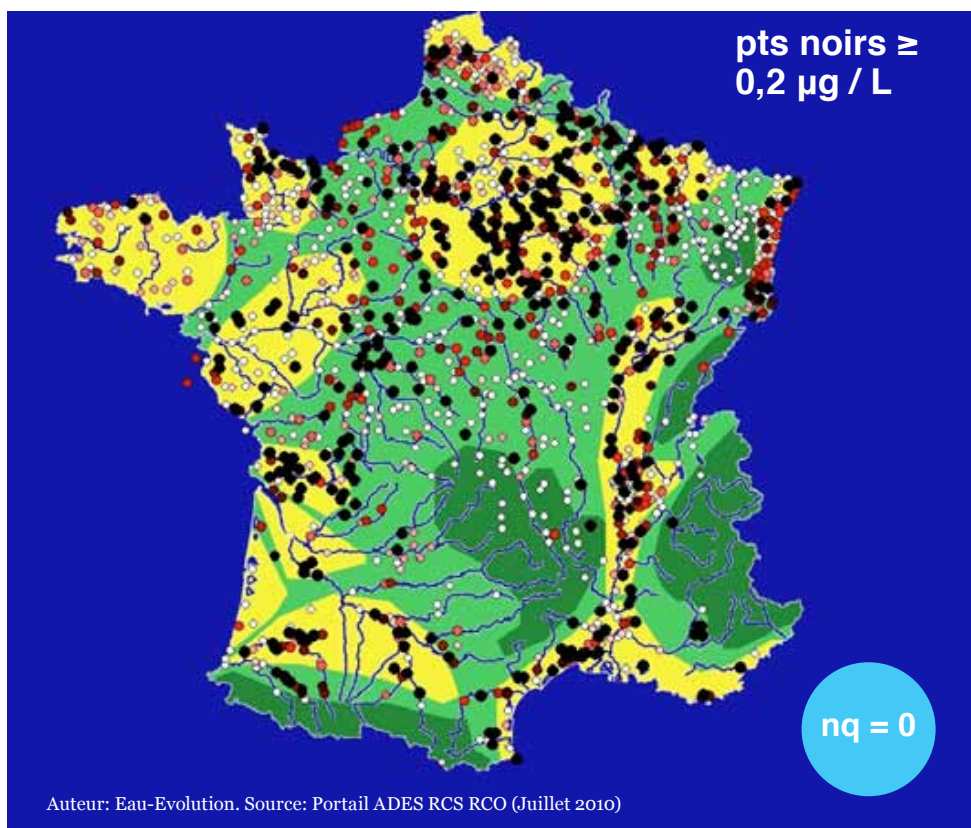 pts noirs ≥
0,2 µg / L
nq = 0
Auteur: Eau-Evolution. Source: Portail ADES RCS RCO (Juillet 2010)